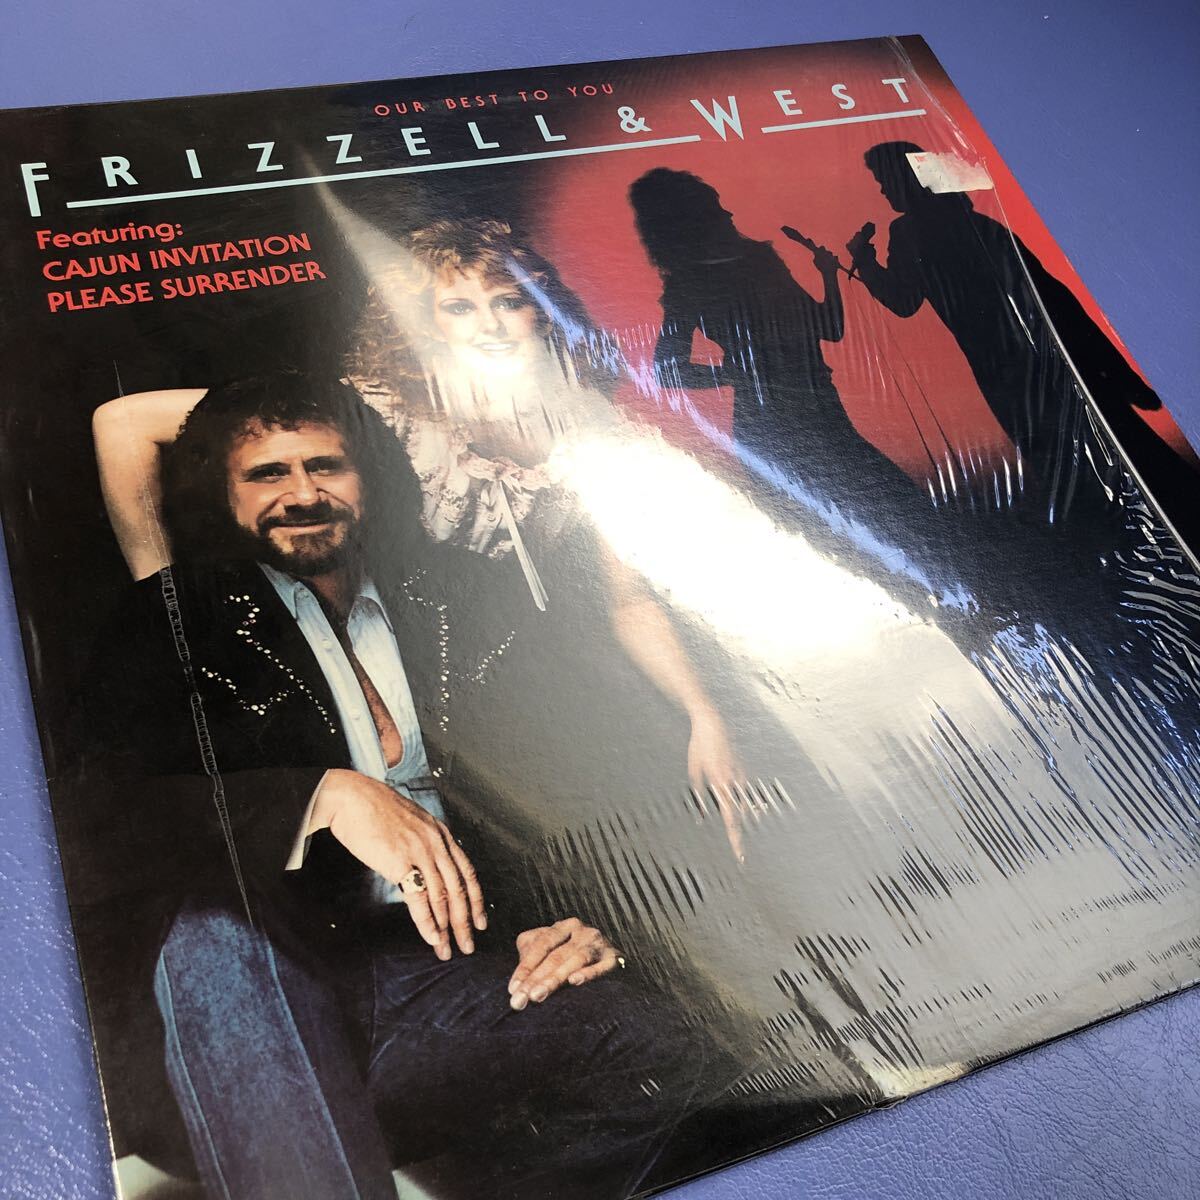 OUR BEST TO YOU
FRIZZELL & WEST
Featuring:
CAJUN INVITATION
PLEASE SURRENDER